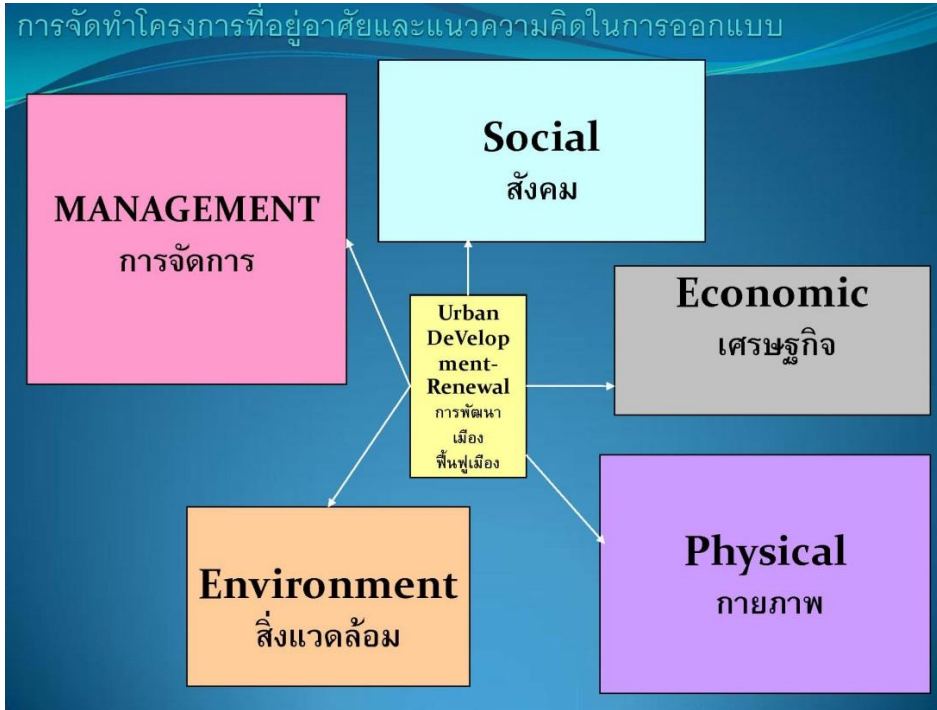 การจัดทำโครงการที่อยู่อาศัยและแนวความคิดในการออกแบบ
MANAGEMENT
การจัดการ
Social
สังคม
Economic
เศรษฐกิจ
Urban
DeVelop
ment-
Renewal
การพัฒนา
เมือง
ฟื้นฟูเมือง
Environment
สิ่งแวดล้อม
Physical
กายภาพ